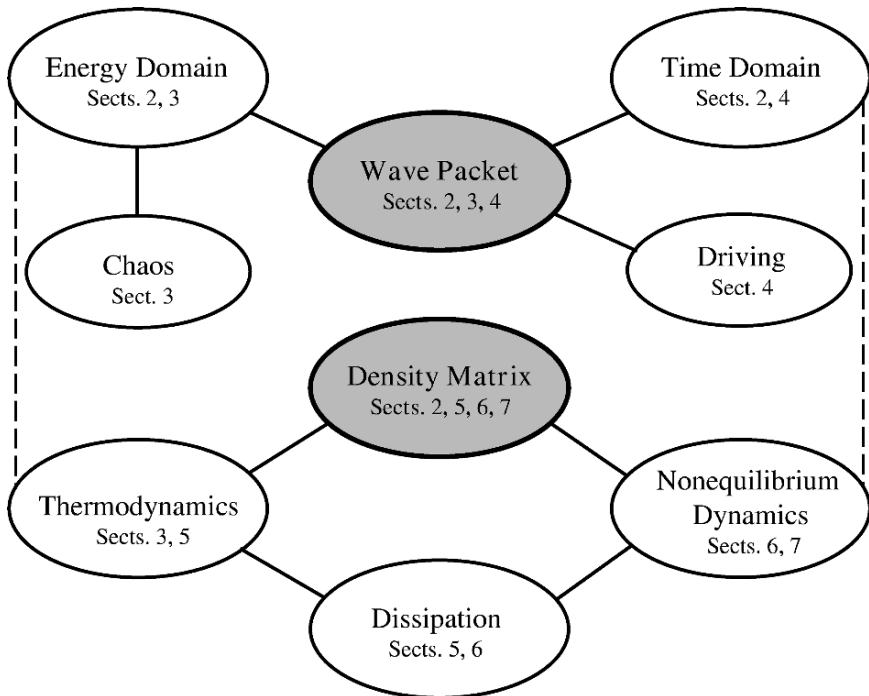 Energy Domain
Sects. 2, 3
Time Domain
Sects. 2, 4
Wave Packet
Sects. 2, 3, 4
Chaos
Sect. 3
Driving
Sect. 4
Density Matrix
Sects. 2, 5, 6, 7
Thermodynamics
Sects. 3, 5
Nonequilibrium
Dynamics
Sects. 6, 7
Dissipation
Sects. 5, 6